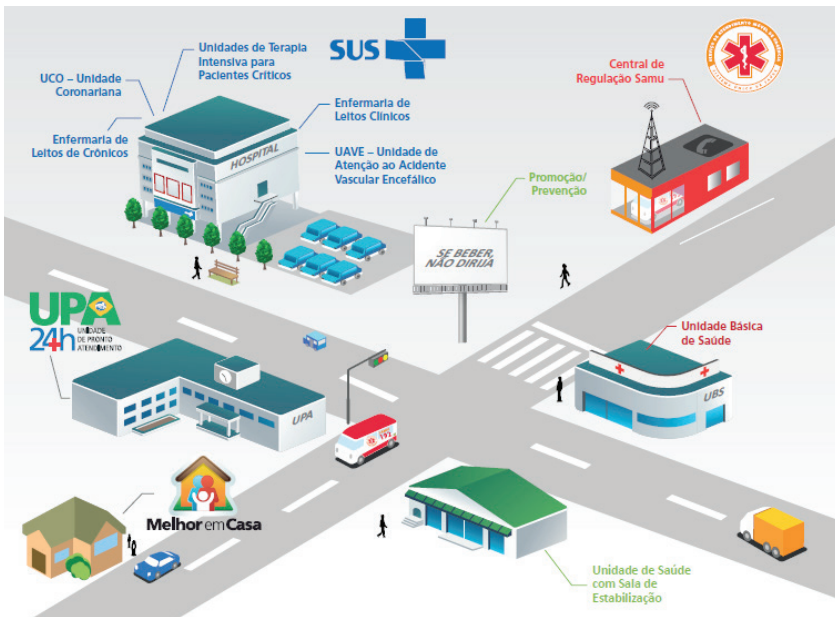 Unidades de Terapia
Intensiva para
Pacientes Críticos
SUS
UCO – Unidade
Coronariana
Enfermaria de
Leitos Clínicos
Enfermaria de
Leitos de Crônicos
HOSPITAL
UAVE – Unidade de
Atenção ao Acidente
Vascular Encefálico
Central de
Regulação Samu
Promoção/
Prevenção
SE BEBER,
NÃO DIRIJA
UPA
24h
UNIDADE
DE PRONTO
ATENDIMENTO
UPA
192
Unidade Básica
de Saúde
UBS
Melhor em Casa
Unidade de Saúde
com Sala de
Estabilização